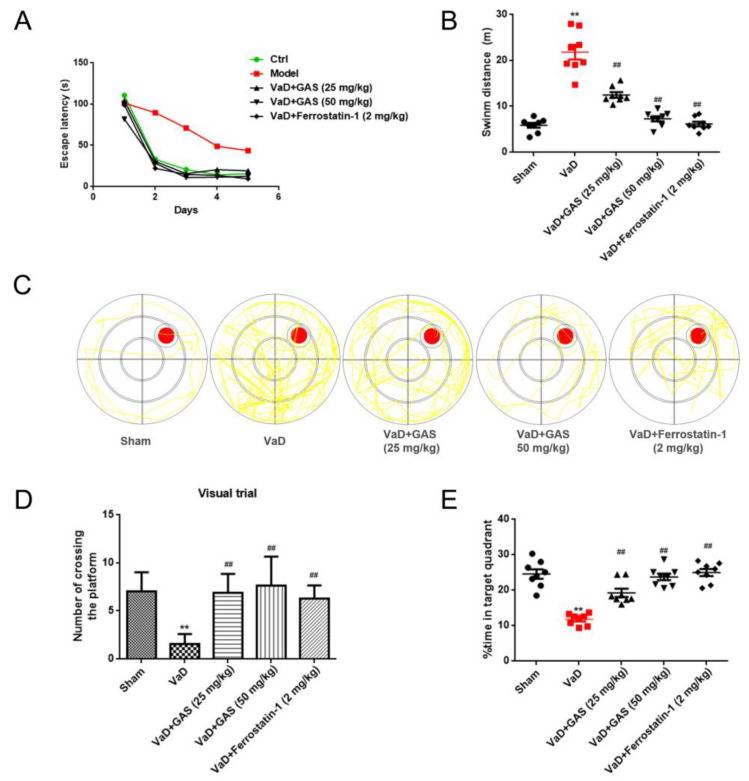 A
Escape latency (s)
150
100
50
0
0
2
4
6
Days
Ctrl
Model
VaD+GAS (25 mg/kg)
VaD+GAS (50 mg/kg)
VaD+Ferrostatin-1 (2 mg/kg)
B
Swinm distance (m)
30
20
10
0
**
##
##
##
Sham
VaD
VaD+GAS (25 mg/kg)
VaD+GAS (50 mg/kg)
VaD+Ferrostatin-1 (2 mg/kg)
C
Sham
VaD
VaD+GAS
(25 mg/kg)
VaD+GAS
50 mg/kg)
VaD+Ferrostatin-1
(2 mg/kg)
D
Visual trial
Number of crossing
the platform
15
10
5
0
**
##
##
##
Sham
VaD
VaD+GAS (25 mg/kg)
VaD+GAS (50 mg/kg)
VaD+Ferrostatin-1 (2 mg/kg)
E
%time in target quadrant
40
30
20
10
0
**
##
##
##
Sham
VaD
VaD+GAS (25 mg/kg)
VaD+GAS (50 mg/kg)
VaD+Ferrostatin-1 (2 mg/kg)